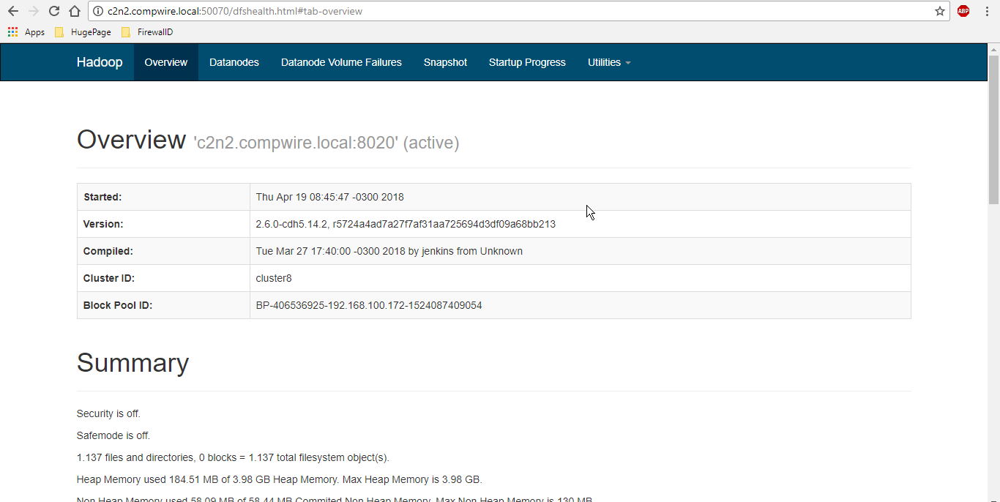 c2n2.compwire.local:50070/dfshealth.html#tab-overview
ABP
Apps HugePage FirewallD
Hadoop Overview Datanodes Datanode Volume Failures Snapshot Startup Progress Utilities
Overview 'c2n2.compwire.local:8020' (active)
Started: Thu Apr 19 08:45:47 -0300 2018
Version: 2.6.0-cdh5.14.2, r5724a4ad7a27f7af31aa725694d3df09a68bb213
Compiled: Tue Mar 27 17:40:00 -0300 2018 by jenkins from Unknown
Cluster ID: cluster8
Block Pool ID: BP-406536925-192.168.100.172-1524087409054
Summary
Security is off.
Safemode is off.
1.137 files and directories, 0 blocks = 1.137 total filesystem object(s).
Heap Memory used 184.51 MB of 3.98 GB Heap Memory. Max Heap Memory is 3.98 GB.
Non Heap Memory used 58.09 MB of 58.44 MB Commited Non Heap Memory. Max Non Heap Memory is 130 MB.